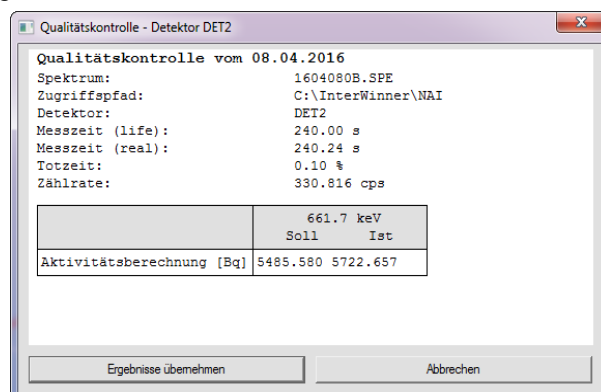 Qualitätskontrolle - Detektor DET2
Qualitätskontrolle vom 08.04.2016
Spektrum: 1604080B.SPE
Zugriffspfad: C:\InterWinner\NAI
Detektor: DET2
Messzeit (life): 240.00 s
Messzeit (real): 240.24 s
Totzeit: 0.10 %
Zählrate: 330.816 cps
661.7 keV
Soll Ist
Aktivitätsberechnung [Bq] 5485.580 5722.657
Ergebnisse übernehmen Abbrechen